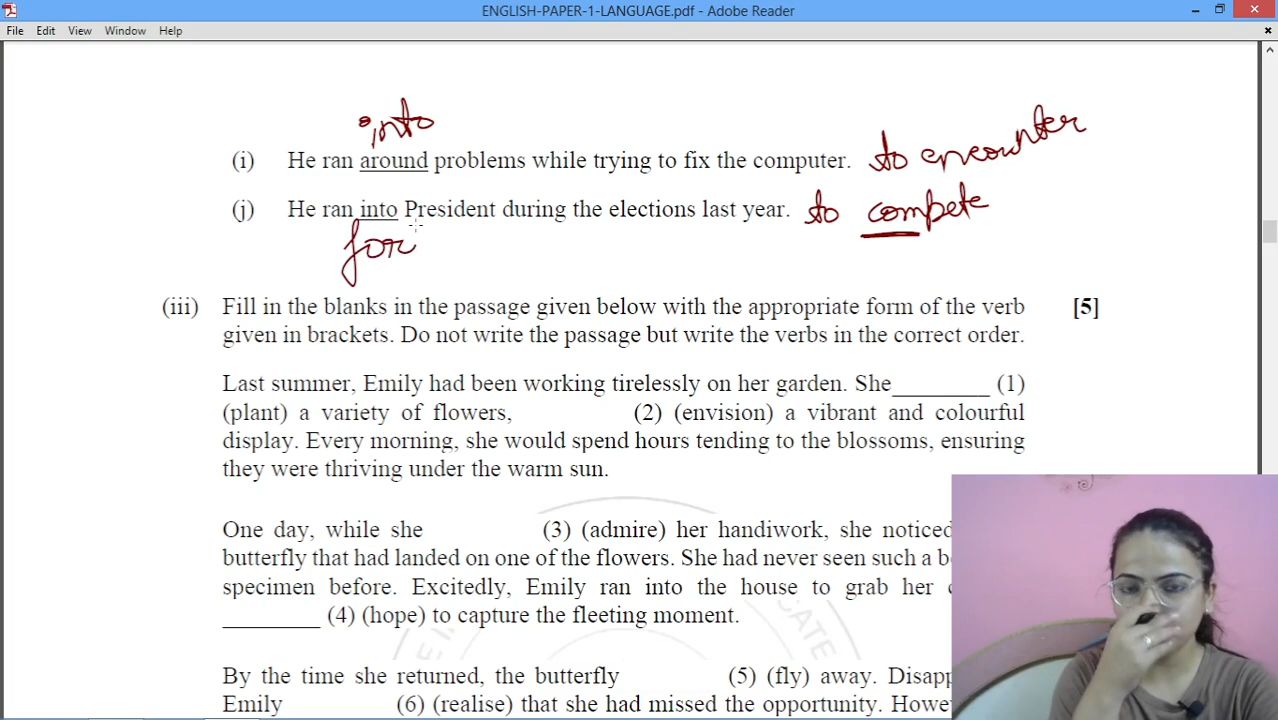 ENGLISH-PAPER-1-LANGUAGE.pdf - Adobe Reader
File Edit View Window Help
into
(i) He ran around problems while trying to fix the computer. to encounter
(j) He ran into President during the elections last year. to compete
for
(iii) Fill in the blanks in the passage given below with the appropriate form of the verb [5]
given in brackets. Do not write the passage but write the verbs in the correct order.
Last summer, Emily had been working tirelessly on her garden. She_________ (1)
(plant) a variety of flowers, (2) (envision) a vibrant and colourful
display. Every morning, she would spend hours tending to the blossoms, ensuring
they were thriving under the warm sun.
One day, while she (3) (admire) her handiwork, she noticed
butterfly that had landed on one of the flowers. She had never seen such a
specimen before. Excitedly, Emily ran into the house to grab her
_________ (4) (hope) to capture the fleeting moment.
By the time she returned, the butterfly (5) (fly) away.
Emily (6) (realise) that she had missed the opportunity.